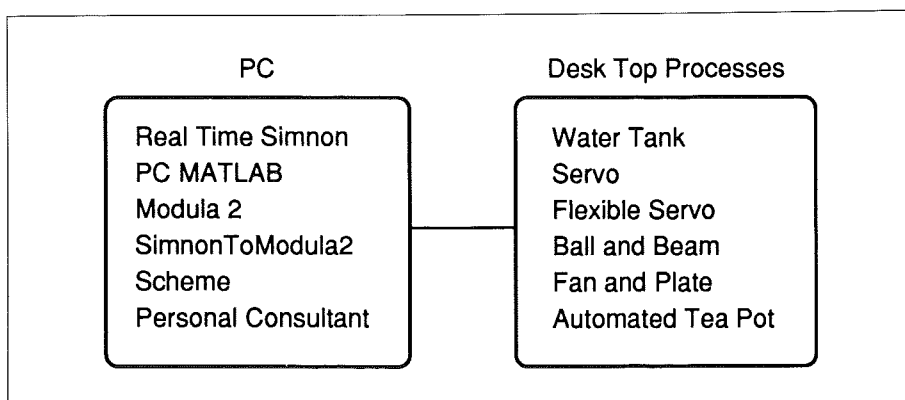 PC
Real Time Simnon
PC MATLAB
Modula 2
SimnonToModula2
Scheme
Personal Consultant
Desk Top Processes
Water Tank
Servo
Flexible Servo
Ball and Beam
Fan and Plate
Automated Tea Pot